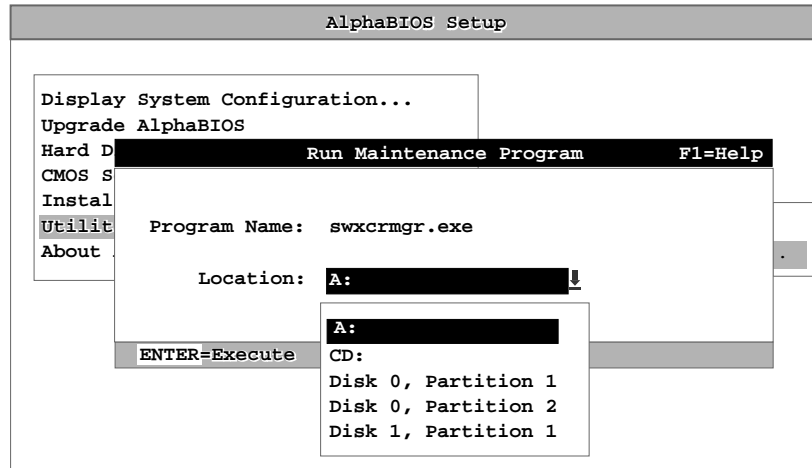 AlphaBIOS Setup
Display System Configuration...
Upgrade AlphaBIOS
Hard D
Run Maintenance Program F1=Help
CMOS S
Instal
Utilit
Program Name: swxcrmgr.exe
About
.
Location: A:
A:
ENTER=Execute
CD:
Disk 0, Partition 1
Disk 0, Partition 2
Disk 1, Partition 1